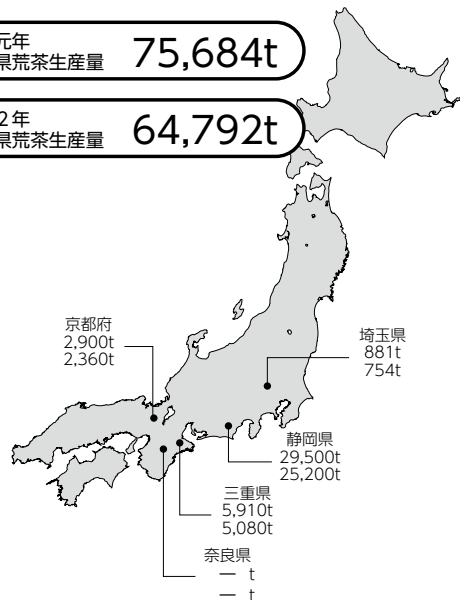 元年
県荒茶生産量 75,684t
2年
県荒茶生産量 64,792t
京都府
2,900t
2,360t
埼玉県
881t
754t
静岡県
29,500t
25,200t
三重県
5,910t
5,080t
奈良県
― t
― t